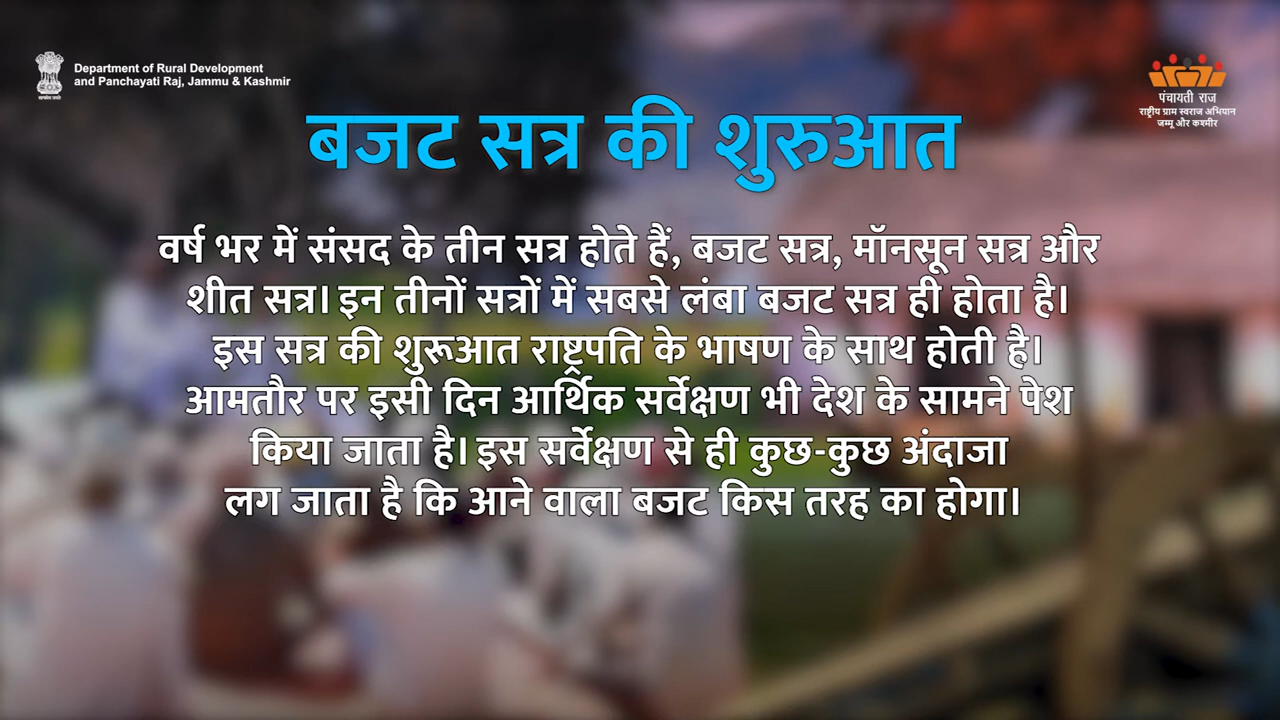 Department of Rural Development
and Panchayati Raj, Jammu & Kashmir
पंचायती राज
राष्ट्रीय ग्राम स्वराज अभियान
जम्मू और कश्मीर
बजट सत्र की शुरुआत
वर्ष भर में संसद के तीन सत्र होते हैं, बजट सत्र, मॉनसून सत्र और
शीत सत्र। इन तीनों सत्रों में सबसे लंबा बजट सत्र ही होता है।
इस सत्र की शुरूआत राष्ट्रपति के भाषण के साथ होती है।
आमतौर पर इसी दिन आर्थिक सर्वेक्षण भी देश के सामने पेश
किया जाता है। इस सर्वेक्षण से ही कुछ-कुछ अंदाजा
लग जाता है कि आने वाला बजट किस तरह का होगा।